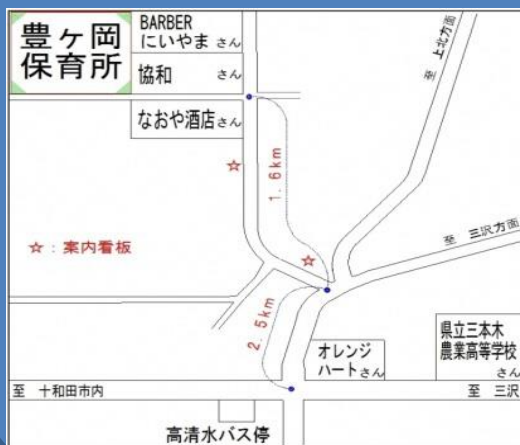 豊ヶ岡
保育所
BARBER
にいやま さん
協和 さん
なおや酒店 さん
至 上北方面
1.6km
☆
至 三沢方面
☆:案内看板
☆
2.5km
オレンジ
ハート さん
県立三本木
農業高等学校
さん
至 十和田市内
至 三沢
高清水バス停